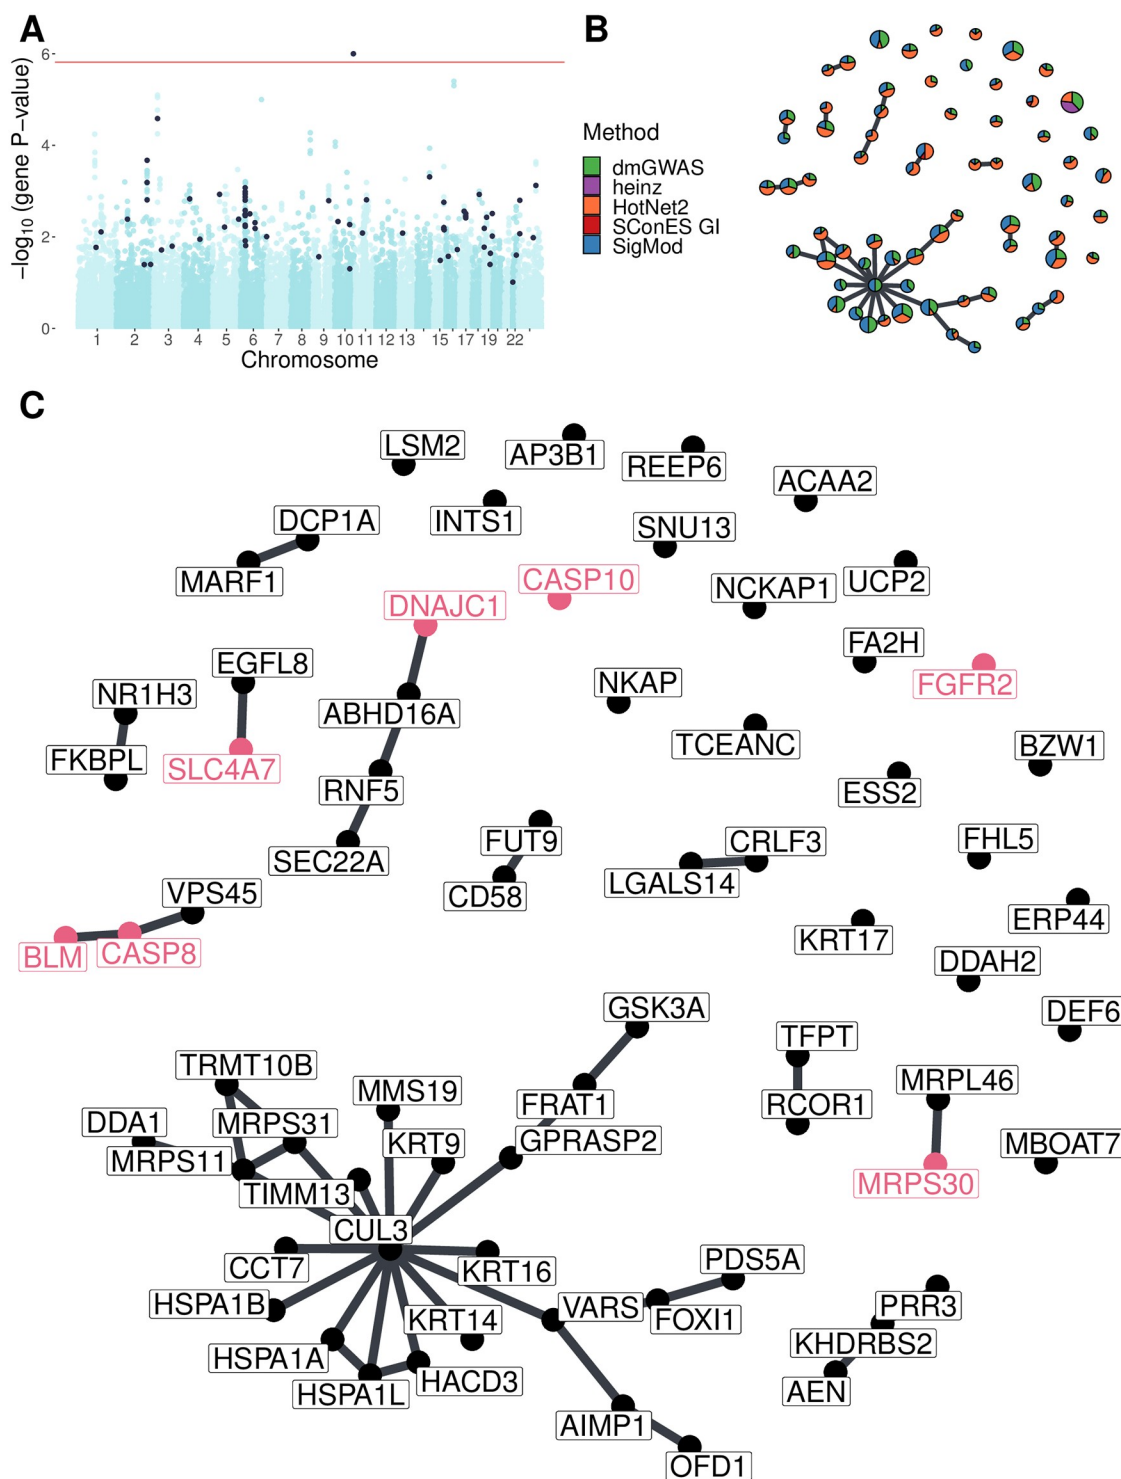 A
−log10 (gene P−value)
6
4
2
0
1 2 3 4 5 6 7 8 9 10 11 12 13 15 17 19 22
Chromosome
B
Method
dmGWAS
heinz
HotNet2
SConES GI
SigMod
C
LSM2
AP3B1
REEP6
ACAA2
DCP1A
INTS1
SNU13
MARF1
CASP10
NCKAP1
UCP2
DNAJC1
EGFL8
FA2H
FGFR2
NR1H3
NKAP
ABHD16A
TCEANC
BZW1
FKBPL
SLC4A7
RNF5
ESS2
SEC22A
FUT9
CRLF3
FHL5
LGALS14
CD58
VPS45
ERP44
BLM
CASP8
KRT17
DDAH2
GSK3A
DEF6
TFPT
TRMT10B
MRPL46
MMS19
FRAT1
RCOR1
DDA1
MRPS31
KRT9
GPRASP2
MBOAT7
MRPS11
MRPS30
TIMM13
CUL3
PDS5A
CCT7
KRT16
HSPA1B
VARS
PRR3
KRT14
FOXI1
KHDRBS2
HSPA1A
HACD3
HSPA1L
AEN
AIMP1
OFD1